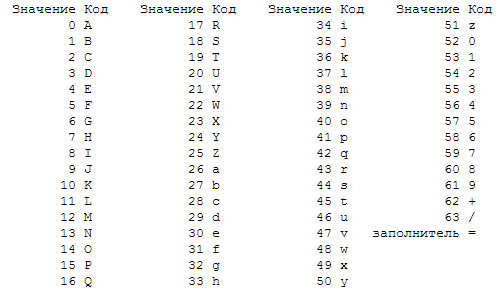 Значение Код Значение Код Значение Код Значение Код
0 A 17 R 34 i 51 z
1 B 18 S 35 j 52 0
2 C 19 T 36 k 53 1
3 D 20 U 37 l 54 2
4 E 21 V 38 m 55 3
5 F 22 W 39 n 56 4
6 G 23 X 40 o 57 5
7 H 24 Y 41 p 58 6
8 I 25 Z 42 q 59 7
9 J 26 a 43 r 60 8
10 K 27 b 44 s 61 9
11 L 28 c 45 t 62 +
12 M 29 d 46 u 63 /
13 N 30 e 47 v заполнитель =
14 O 31 f 48 w
15 P 32 g 49 x
16 Q 33 h 50 y